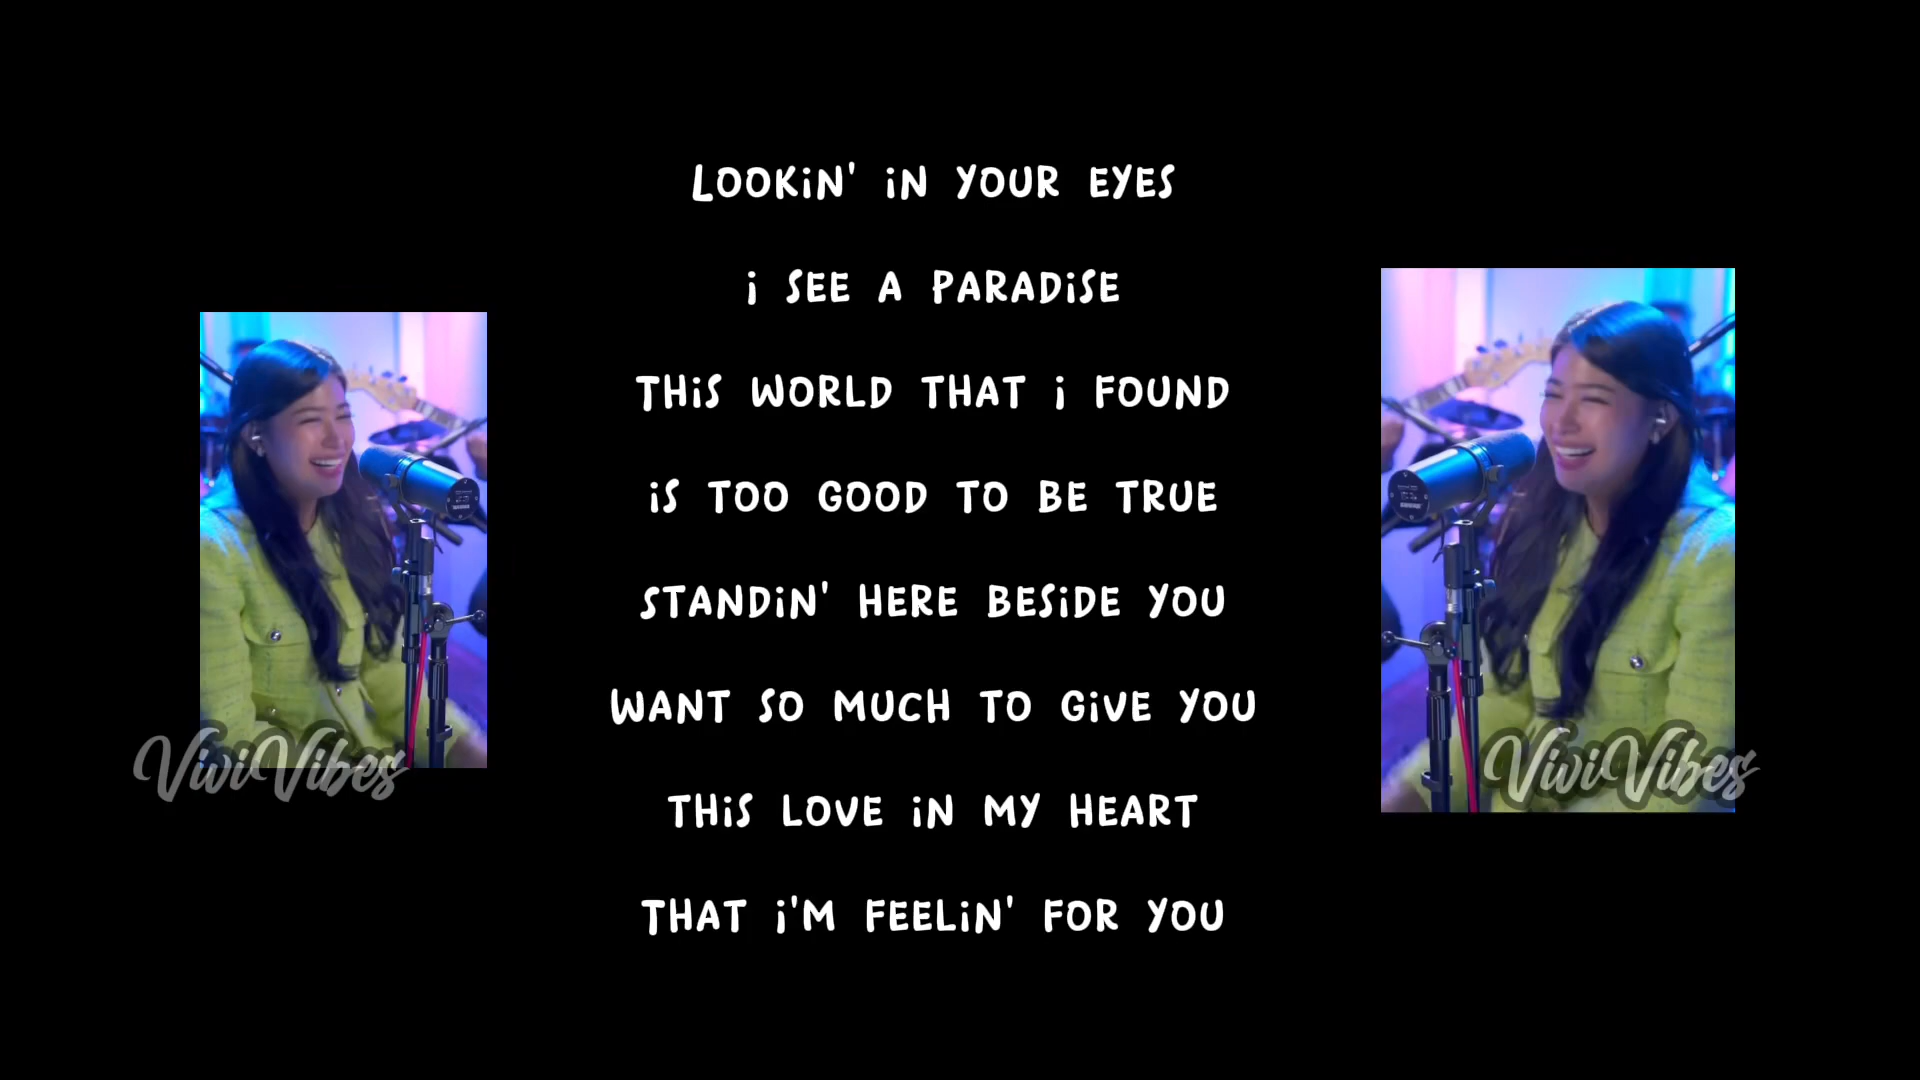 LOOKiN' iN YOUR EYES
i SEE A PARADiSE
THiS WORLD THAT i FOUND
iS TOO GOOD TO BE TRUE
STANDiN' HERE BESiDE YOU
WANT SO MUCH TO GiVE YOU
THiS LOVE iN MY HEART
THAT i'M FEELiN' FOR YOU
ViviVibes
ViviVibes